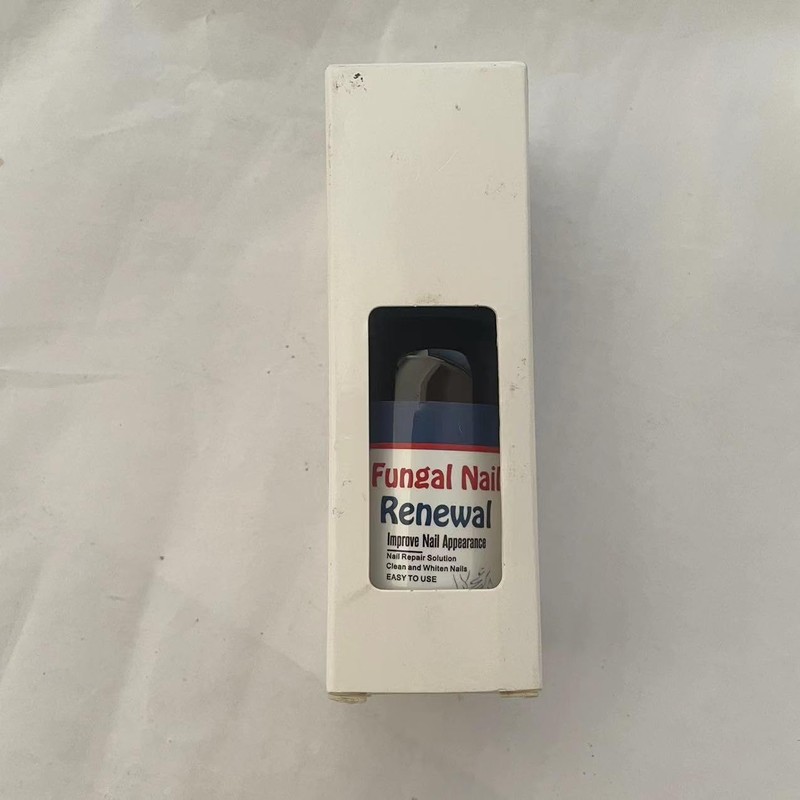 Fungal Nail
Renewal
Improve Nail Appearance
Nail Repair Solution
Clean and Whiten Nails
EASY TO USE